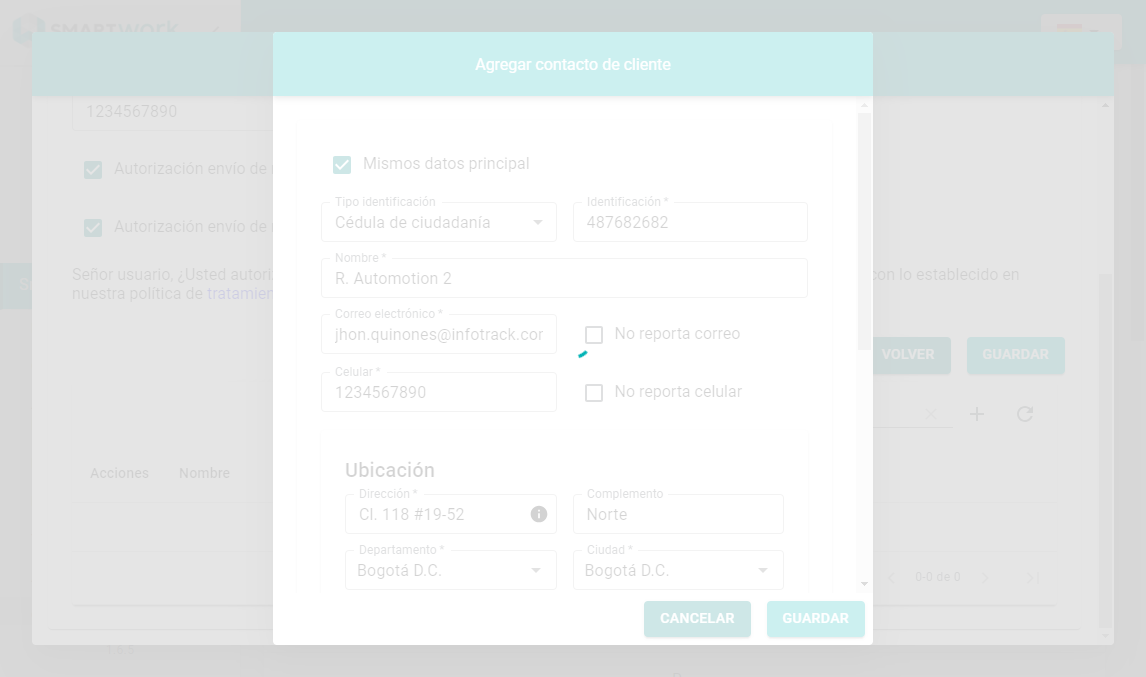 SMARTWORK
Agregar contacto de cliente
1234567890
Autorización envío de
Autorización envío de
Señor usuario, ¿Usted autori
con lo establecido en
nuestra política de tratamien
VOLVER
GUARDAR
Acciones
Nombre
0-0 de 0
Mismos datos principal
Tipo identificación
Cédula de ciudadanía
Identificación *
487682682
Nombre *
R. Automotion 2
Correo electrónico *
jhon.quinones@infotrack.cor
No reporta correo
Celular *
1234567890
No reporta celular
Ubicación
Dirección *
Cl. 118 #19-52
Complemento
Norte
Departamento *
Bogotá D.C.
Ciudad *
Bogotá D.C.
CANCELAR
GUARDAR